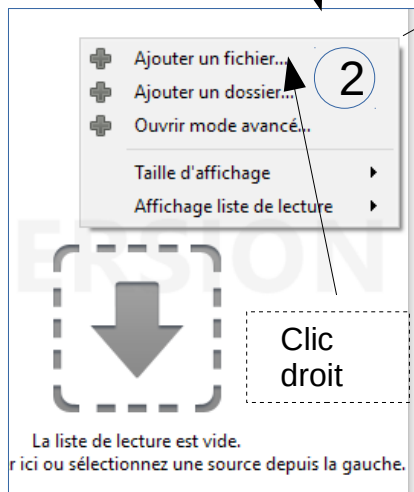 Ajouter un fichier...
2
Ajouter un dossier...
Ouvrir mode avancé...
Taille d'affichage
Affichage liste de lecture
ERSION
Clic
droit
La liste de lecture est vide.
r ici ou sélectionnez une source depuis la gauche.